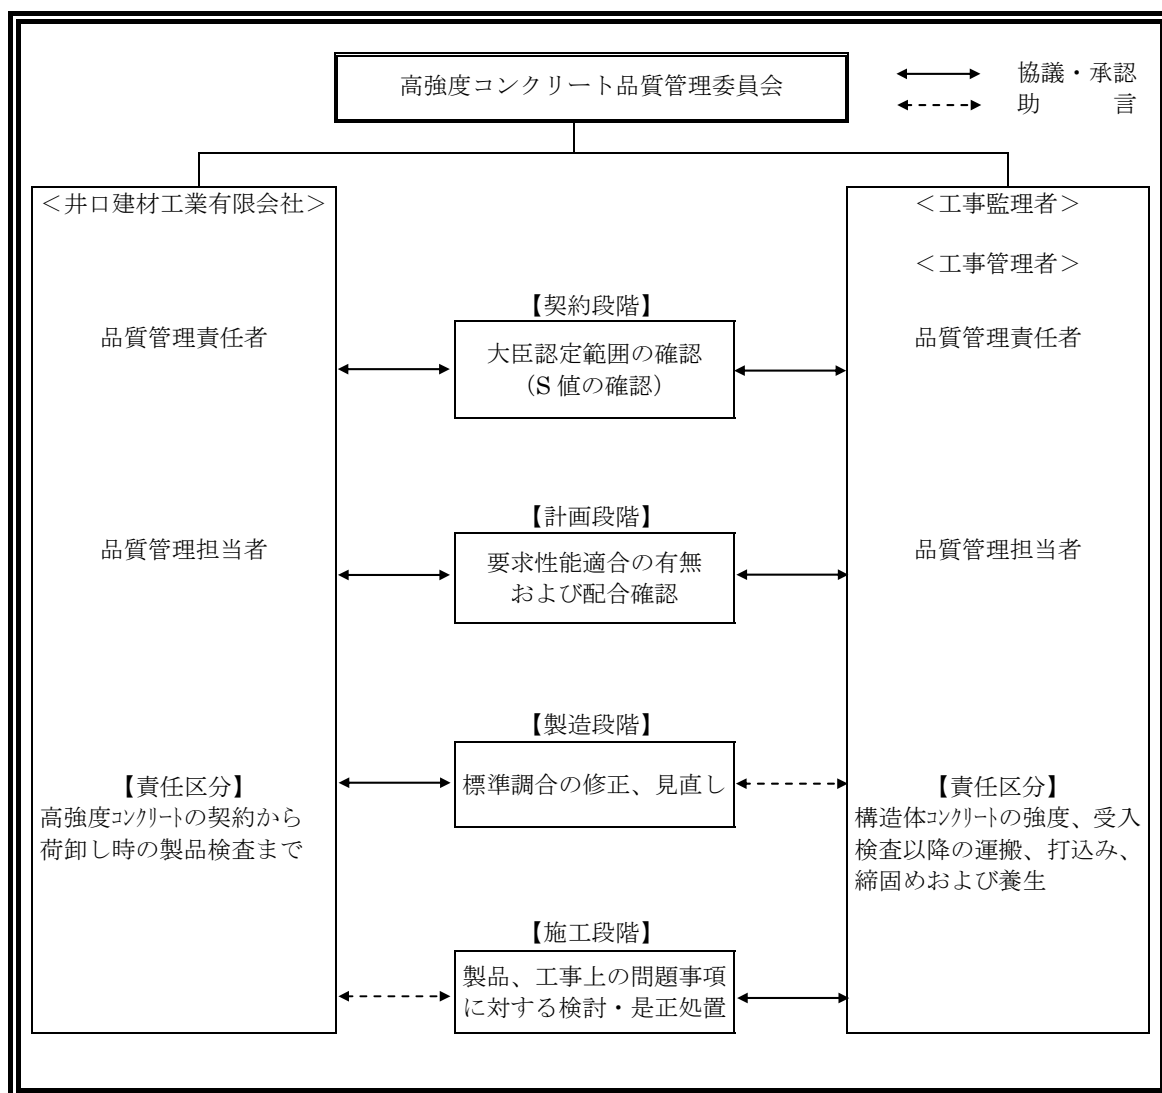 高強度コンクリート品質管理委員会
協議・承認
助　　言
＜井口建材工業有限会社＞
品質管理責任者
品質管理担当者
【責任区分】
高強度ｺﾝｸﾘｰﾄの契約から
荷卸し時の製品検査まで
【契約段階】
大臣認定範囲の確認
（S 値の確認）
【計画段階】
要求性能適合の有無
および配合確認
【製造段階】
標準調合の修正、見直し
【施工段階】
製品、工事上の問題事項
に対する検討・是正処置
＜工事監理者＞
＜工事管理者＞
品質管理責任者
品質管理担当者
【責任区分】
構造体ｺﾝｸﾘｰﾄの強度、受入
検査以降の運搬、打込み、
締固めおよび養生